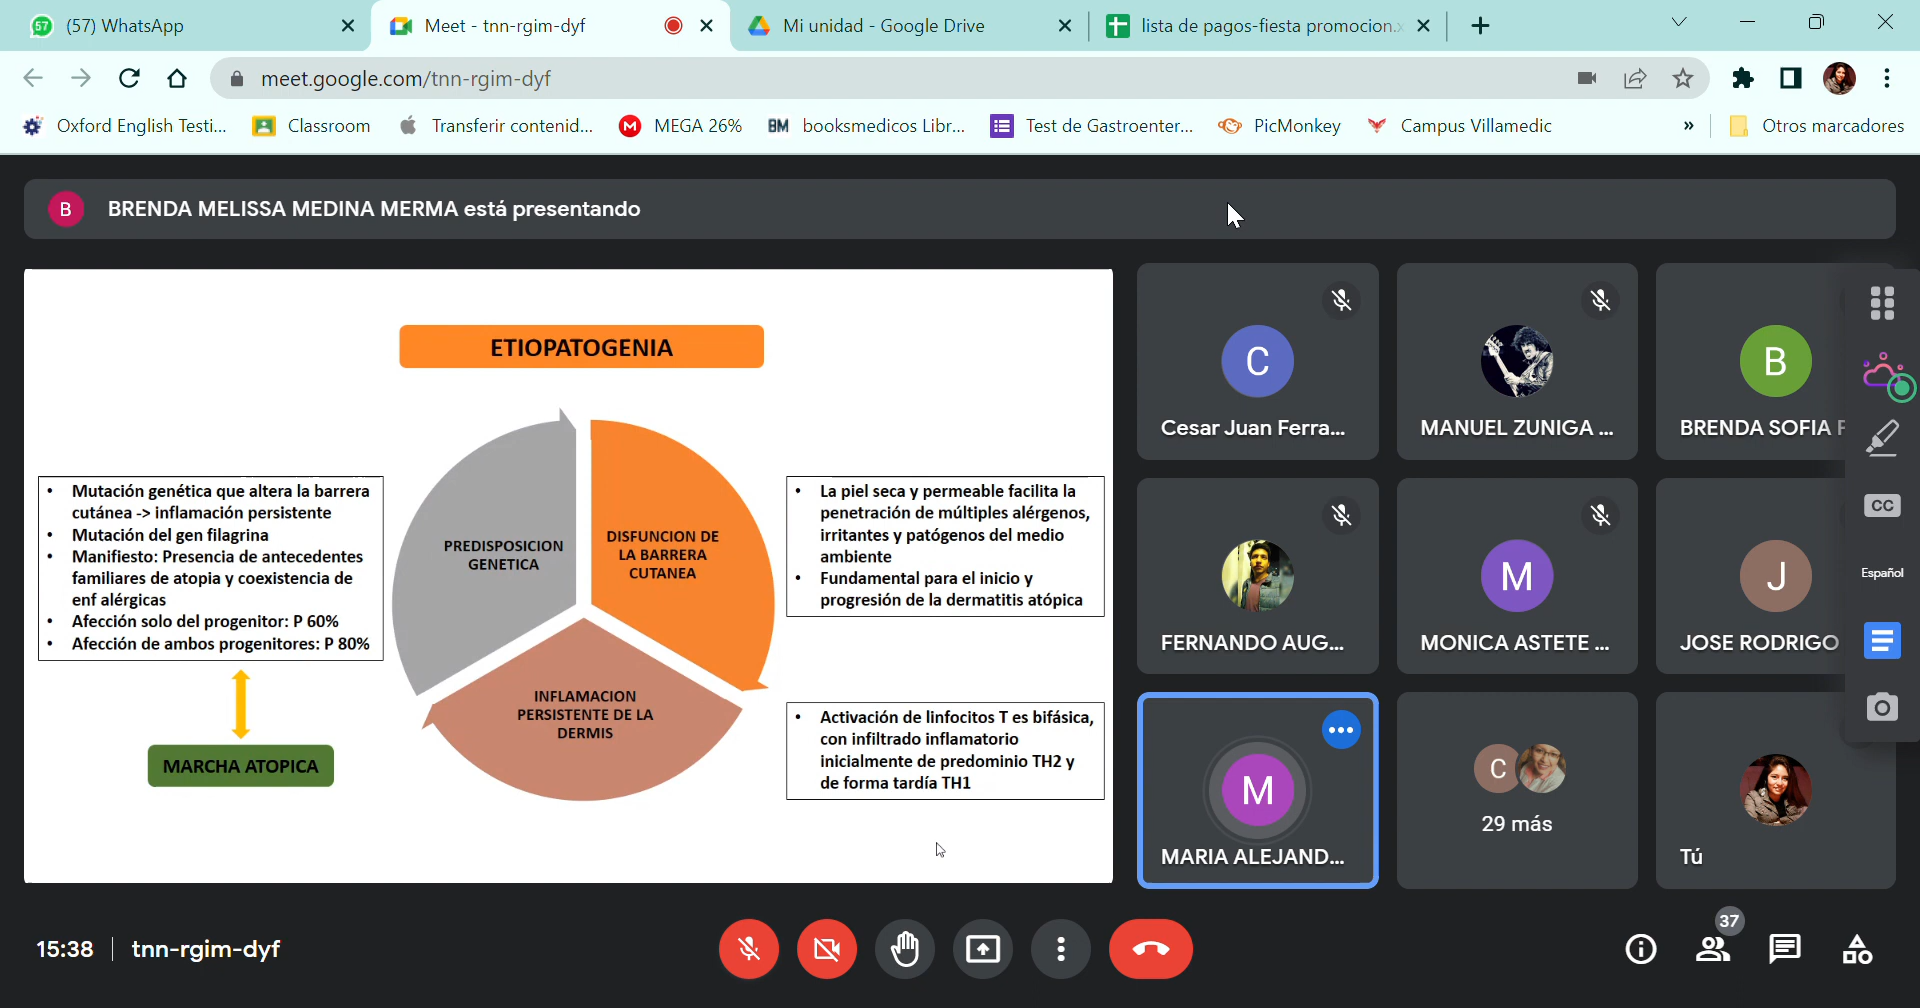 57
(57) WhatsApp
Meet - tnn-rgim-dyf
Mi unidad - Google Drive
lista de pagos-fiesta promocion.x
meet.google.com/tnn-rgim-dyf
Oxford English Testi...
Classroom
Transferir contenid...
M
MEGA 26%
BM
booksmedicos Libr...
Test de Gastroenter...
PicMonkey
Campus Villamedic
»
Otros marcadores
B
BRENDA MELISSA MEDINA MERMA está presentando
ETIOPATOGENIA
• Mutación genética que altera la barrera
cutánea -> inflamación persistente
• Mutación del gen filagrina
• Manifiesto: Presencia de antecedentes
familiares de atopia y coexistencia de
enf alérgicas
• Afección solo del progenitor: P 60%
• Afección de ambos progenitores: P 80%
MARCHA ATOPICA
PREDISPOSICION
GENETICA
DISFUNCION DE
LA BARRERA
CUTANEA
INFLAMACION
PERSISTENTE DE LA
DERMIS
• La piel seca y permeable facilita la
penetración de múltiples alérgenos,
irritantes y patógenos del medio
ambiente
• Fundamental para el inicio y
progresión de la dermatitis atópica
• Activación de linfocitos T es bifásica,
con infiltrado inflamatorio
inicialmente de predominio TH2 y
de forma tardía TH1
C
Cesar Juan Ferra...
MANUEL ZUNIGA ...
B
BRENDA SOFIA
FERNANDO AUG...
M
MONICA ASTETE ...
J
JOSE RODRIGO
M
MARIA ALEJAND...
C
29 más
Tú
CC
Español
15:38
tnn-rgim-dyf
37